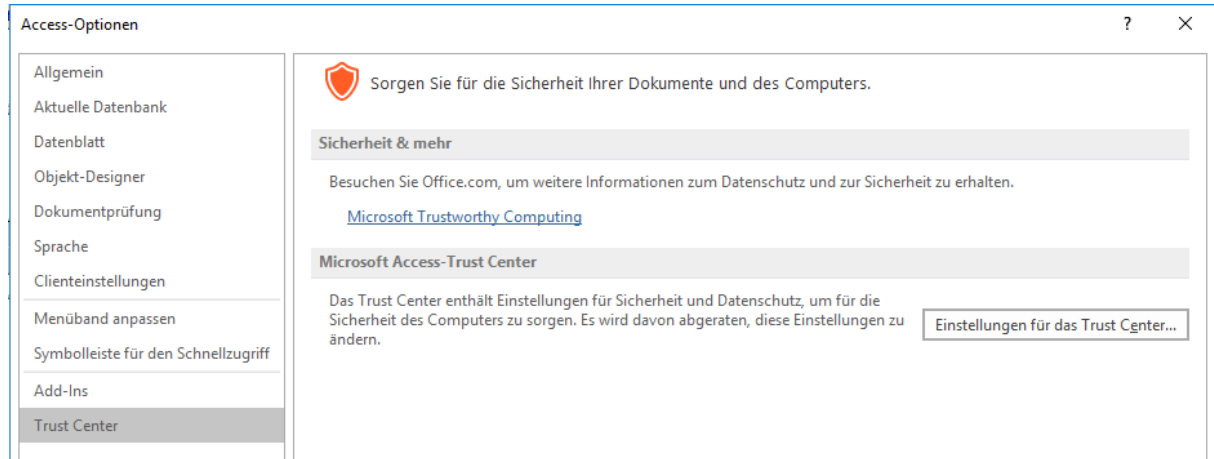 Access-Optionen
?
Allgemein
Aktuelle Datenbank
Datenblatt
Objekt-Designer
Dokumentprüfung
Sprache
Clienteinstellungen
Menüband anpassen
Symbolleiste für den Schnellzugriff
Add-Ins
Trust Center
Sorgen Sie für die Sicherheit Ihrer Dokumente und des Computers.
Sicherheit & mehr
Besuchen Sie Office.com, um weitere Informationen zum Datenschutz und zur Sicherheit zu erhalten.
Microsoft Trustworthy Computing
Microsoft Access-Trust Center
Das Trust Center enthält Einstellungen für Sicherheit und Datenschutz, um für die
Sicherheit des Computers zu sorgen. Es wird davon abgeraten, diese Einstellungen zu
ändern.
Einstellungen für das Trust Center...